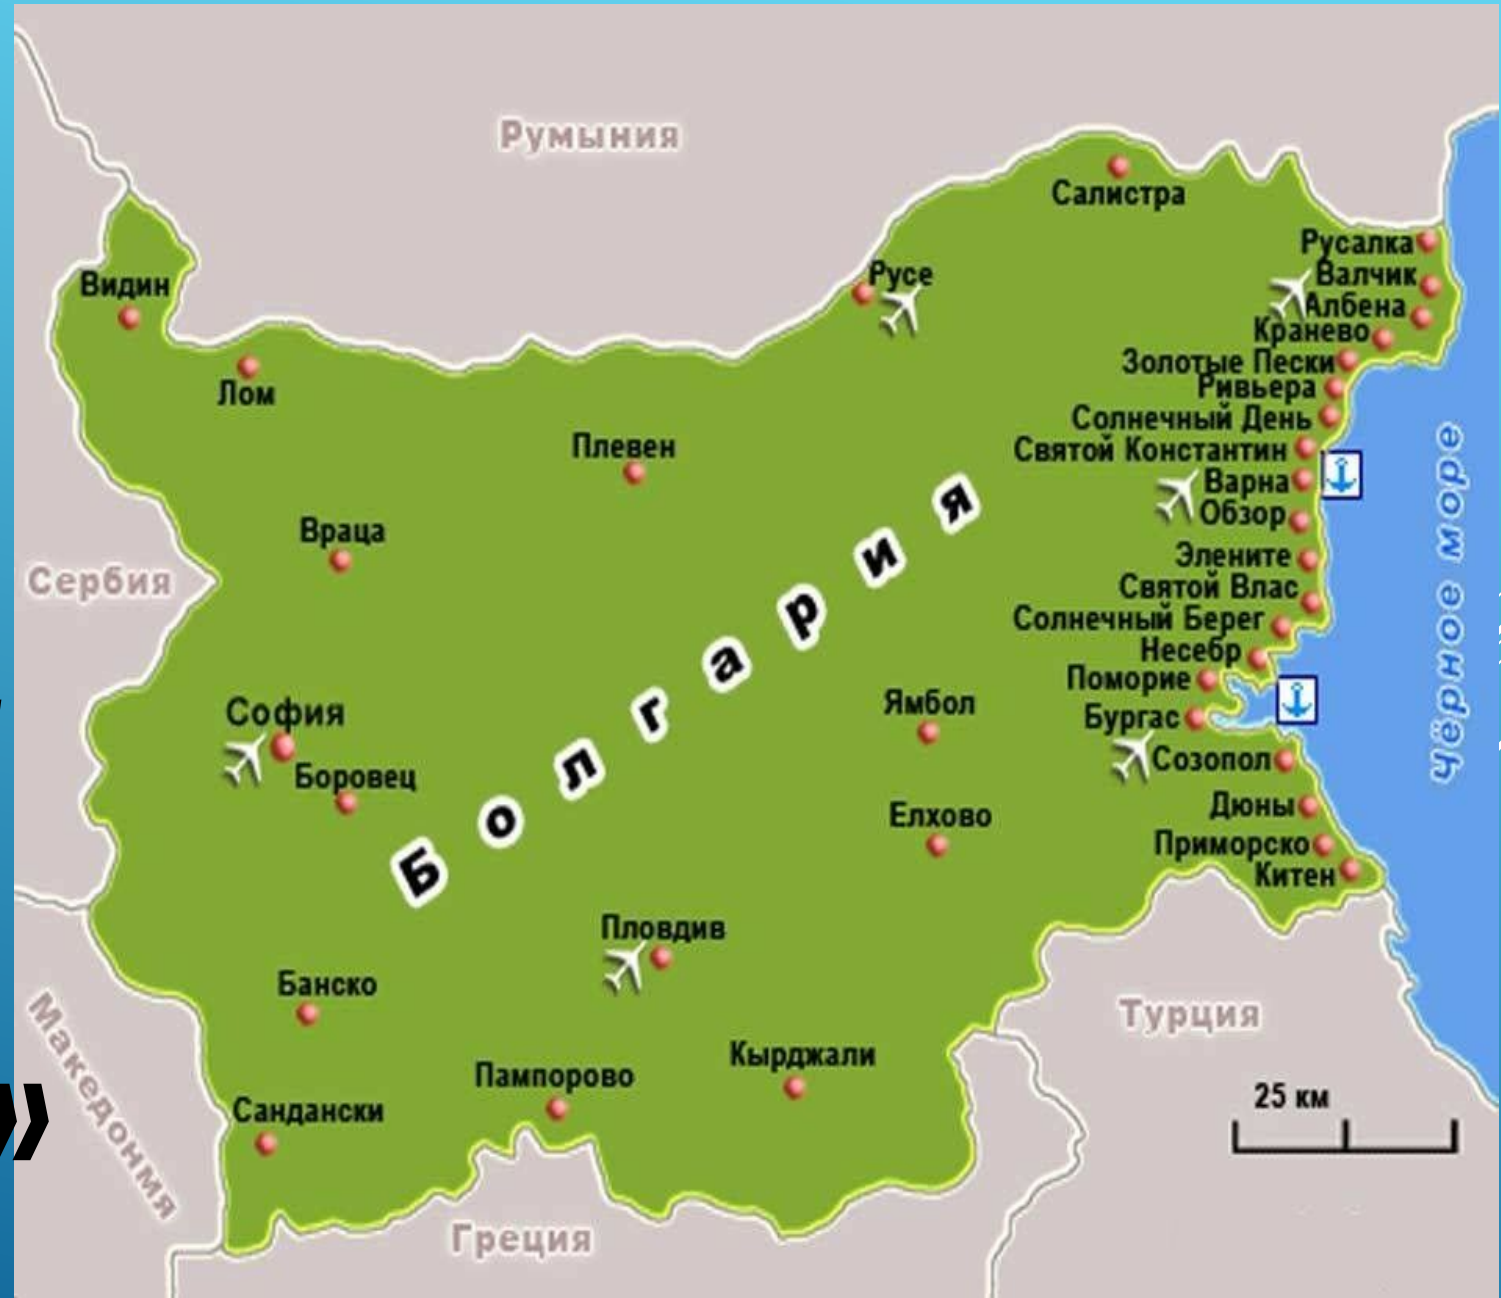 Румыния
Салистра
Русалка
Видин
Русе
Валчик
Албена
Кранево
Золотые Пески
Лом
Ривьера
Солнечный День
Плевен
Святой Константин
Варна
Обзор
Враца
Элените
Сербия
Святой Влас
Солнечный Берег
Несебр
Поморие
Чёрное море
Болгария
София
Ямбол
Бургас
Боровец
Созопол
Дюны
Елхово
Приморско
Китен
Пловдив
Банско
Турция
Македонмя
Кырджали
Пампорово
25 км
Сандански
»
Греция